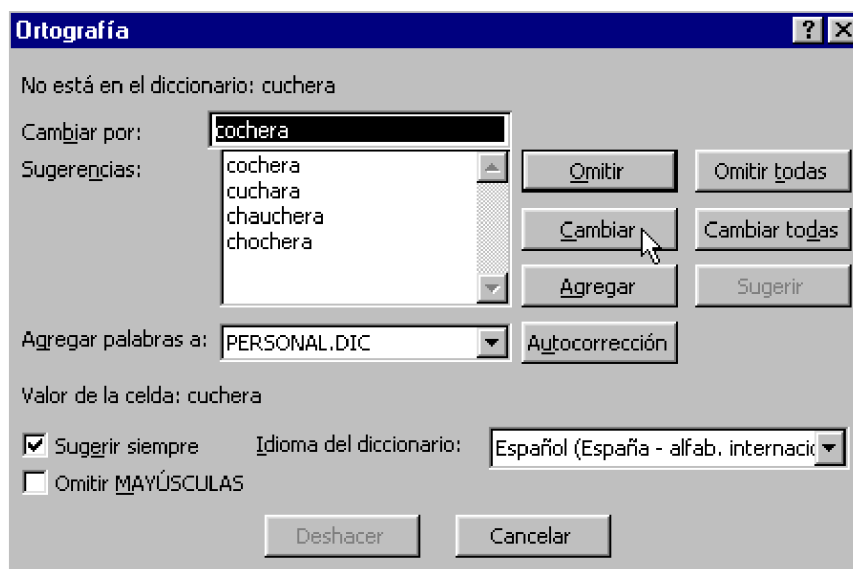 Ortografía ? X
No está en el diccionario: cuchera
Cambiar por: cochera
Sugerencias:
cochera
cuchara
chauchera
chochera
Omitir Omitir todas
Cambiar Cambiar todas
Agregar Sugerir
Agregar palabras a: PERSONAL.DIC Autocorrección
Valor de la celda: cuchera
Sugerir siempre Idioma del diccionario: Español (España - alfab. internacio
Omitir MAYÚSCULAS
Deshacer Cancelar